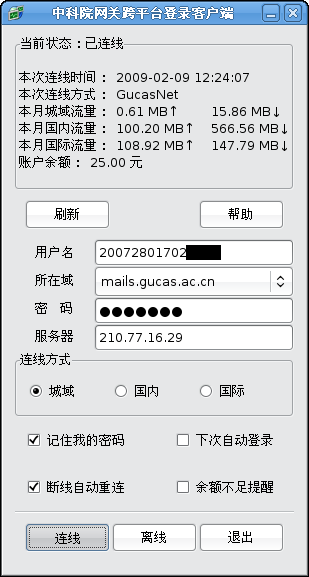 中科院网关跨平台登录客户端
当前状态：已连线
本次连线时间： 2009-02-09 12:24:07
本次连线方式： GucasNet
本月城域流量： 0.61 MB↑ 15.86 MB↓
本月国内流量： 100.20 MB↑ 566.56 MB↓
本月国际流量： 108.92 MB↑ 147.79 MB↓
账户余额： 25.00 元
刷新 帮助
用户名 20072801702
所在域 mails.gucas.ac.cn
密 码 ●●●●●●●
服务器 210.77.16.29
连线方式
城域 国内 国际
记住我的密码 下次自动登录
断线自动重连 余额不足提醒
连线 离线 退出